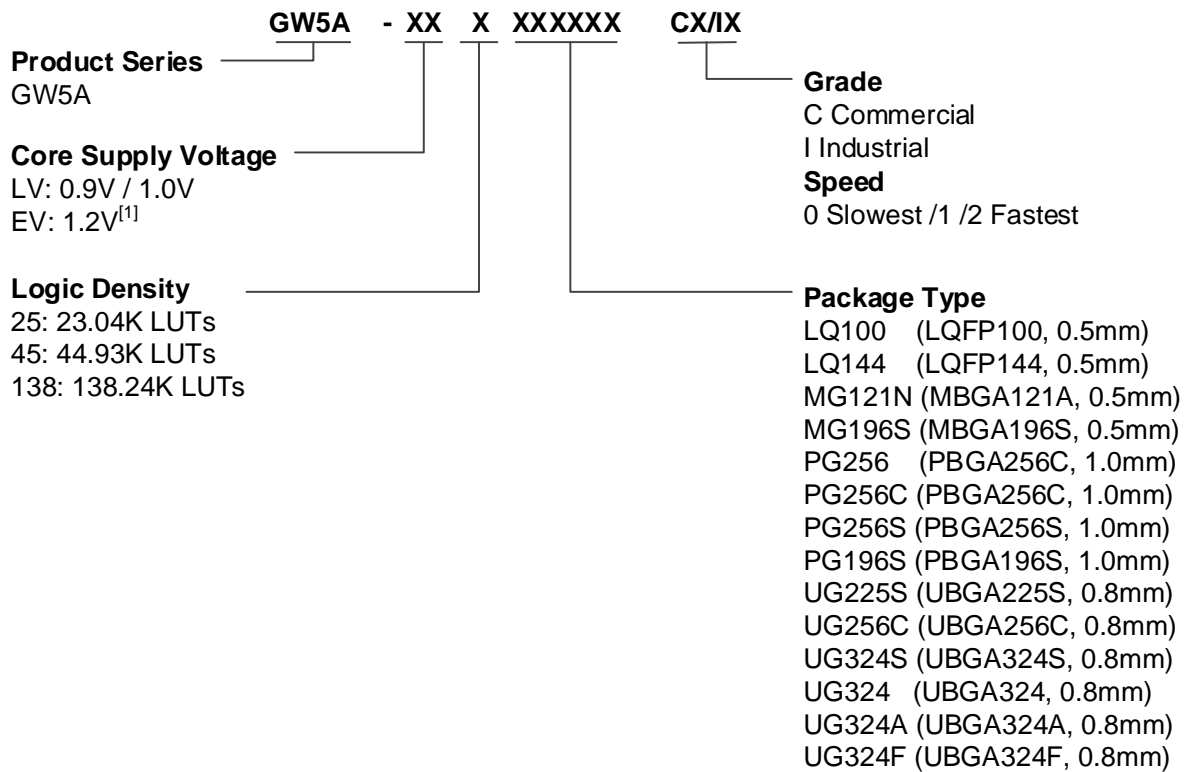 GW5A - XX X XXXXXX CX/IX
Product Series
GW5A
Core Supply Voltage
LV: 0.9V / 1.0V
EV: 1.2V[1]
Logic Density
25: 23.04K LUTs
45: 44.93K LUTs
138: 138.24K LUTs
Grade
C Commercial
I Industrial
Speed
0 Slowest /1 /2 Fastest
Package Type
LQ100 (LQFP100, 0.5mm)
LQ144 (LQFP144, 0.5mm)
MG121N (MBGA121A, 0.5mm)
MG196S (MBGA196S, 0.5mm)
PG256 (PBGA256C, 1.0mm)
PG256C (PBGA256C, 1.0mm)
PG256S (PBGA256S, 1.0mm)
PG196S (PBGA196S, 1.0mm)
UG225S (UBGA225S, 0.8mm)
UG256C (UBGA256C, 0.8mm)
UG324S (UBGA324S, 0.8mm)
UG324 (UBGA324, 0.8mm)
UG324A (UBGA324A, 0.8mm)
UG324F (UBGA324F, 0.8mm)